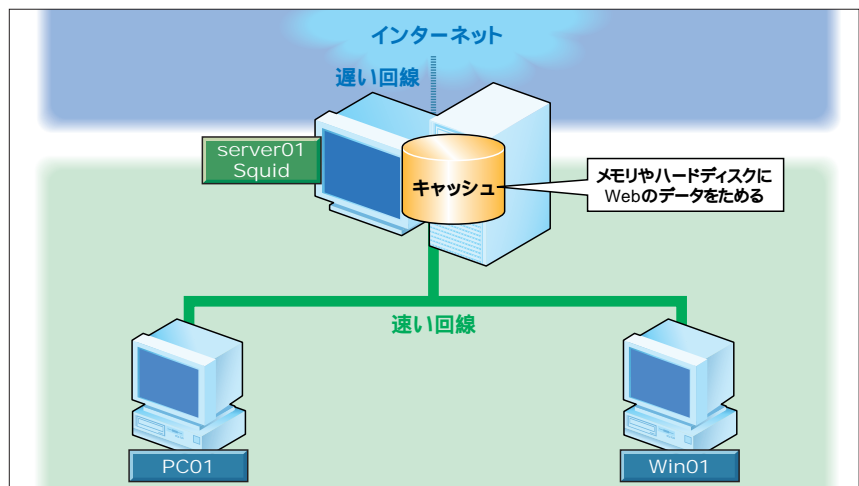 インターネット
遅い回線
server01
Squid
キャッシュ
メモリやハードディスクに
Webのデータをためる
速い回線
PC01
Win01